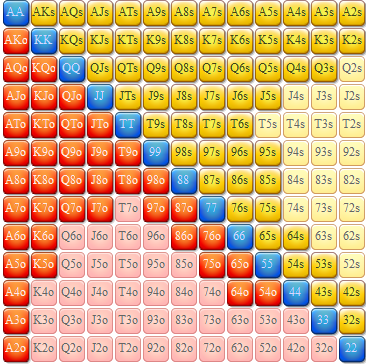 AA AKs AQs AJs ATs A9s A8s A7s A6s A5s A4s A3s A2s
AKo KK KQs KJs KTs K9s K8s K7s K6s K5s K4s K3s K2s
AQo KQo QQ QJs QTs Q9s Q8s Q7s Q6s Q5s Q4s Q3s Q2s
AJo KJo QJo JJ JTs J9s J8s J7s J6s J5s J4s J3s J2s
ATo KTo QTo JTo TT T9s T8s T7s T6s T5s T4s T3s T2s
A9o K9o Q9o J9o T9o 99 98s 97s 96s 95s 94s 93s 92s
A8o K8o Q8o J8o T8o 98o 88 87s 86s 85s 84s 83s 82s
A7o K7o Q7o J7o T7o 97o 87o 77 76s 75s 74s 73s 72s
A6o K6o Q6o J6o T6o 96o 86o 76o 66 65s 64s 63s 62s
A5o K5o Q5o J5o T5o 95o 85o 75o 65o 55 54s 53s 52s
A4o K4o Q4o J4o T4o 94o 84o 74o 64o 54o 44 43s 42s
A3o K3o Q3o J3o T3o 93o 83o 73o 63o 53o 43o 33 32s
A2o K2o Q2o J2o T2o 92o 82o 72o 62o 52o 42o 32o 22